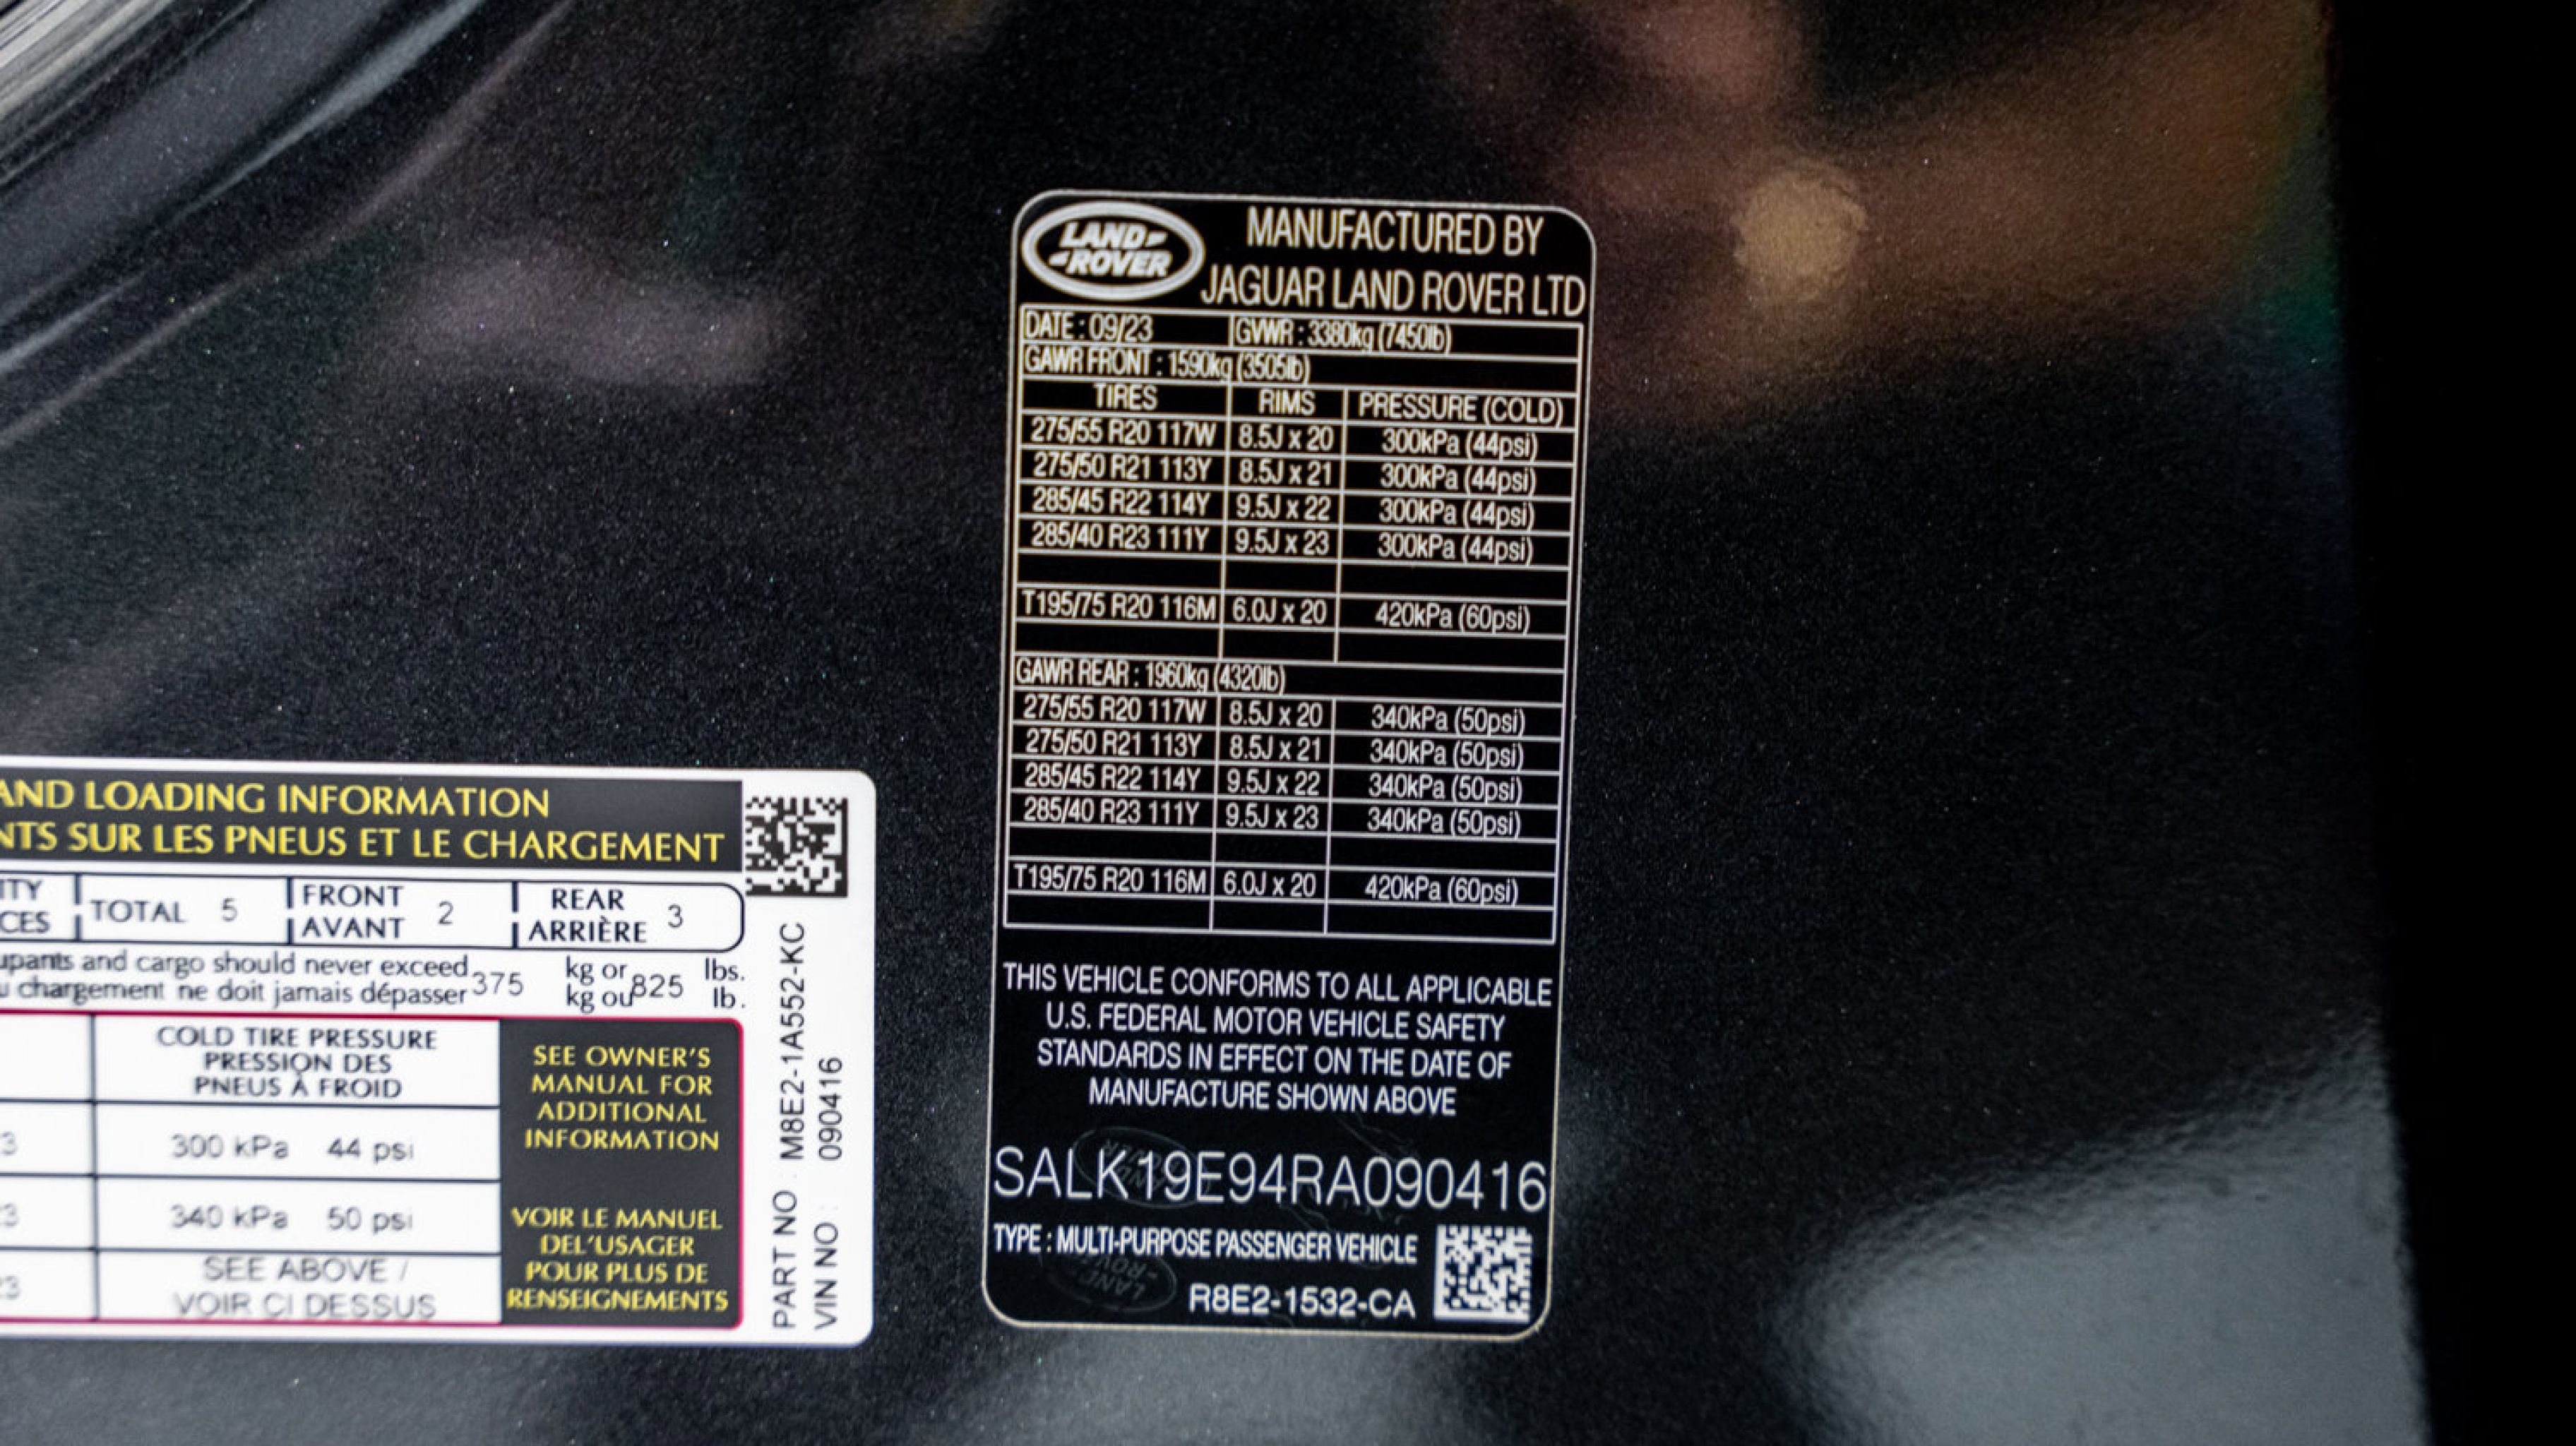 AND LOADING INFORMATION
NTS SUR LES PNEUS ET LE CHARGEMENT
ITY
CES
TOTAL 5
FRONT
AVANT
2
REAR
ARRIÈRE
3
upants and cargo should never exceed
u chargement ne doit jamais dépasser
375
kg or
kg ou
825
lbs.
lb.
COLD TIRE PRESSURE
PRESSION DES
PNEUS À FROID
3
300 kPa 44 psi
3
340 kPa 50 psi
3
SEE ABOVE /
VOIR CI DESSUS
SEE OWNER'S
MANUAL FOR
ADDITIONAL
INFORMATION
VOIR LE MANUEL
DEL'USAGER
POUR PLUS DE
RENSEIGNEMENTS
PART NO : M8E2-1A552-KC
VIN NO : 090416
LAND
ROVER
MANUFACTURED BY
JAGUAR LAND ROVER LTD
DATE : 09/23 GVWR : 3380kg (7450lb)
GAWR FRONT : 1590kg (3505lb)
TIRES RIMS PRESSURE (COLD)
275/55 R20 117W 8.5J x 20 300kPa (44psi)
275/50 R21 113Y 8.5J x 21 300kPa (44psi)
285/45 R22 114Y 9.5J x 22 300kPa (44psi)
285/40 R23 111Y 9.5J x 23 300kPa (44psi)
T195/75 R20 116M 6.0J x 20 420kPa (60psi)
GAWR REAR : 1960kg (4320lb)
275/55 R20 117W 8.5J x 20 340kPa (50psi)
275/50 R21 113Y 8.5J x 21 340kPa (50psi)
285/45 R22 114Y 9.5J x 22 340kPa (50psi)
285/40 R23 111Y 9.5J x 23 340kPa (50psi)
T195/75 R20 116M 6.0J x 20 420kPa (60psi)
THIS VEHICLE CONFORMS TO ALL APPLICABLE
U.S. FEDERAL MOTOR VEHICLE SAFETY
STANDARDS IN EFFECT ON THE DATE OF
MANUFACTURE SHOWN ABOVE
SALK19E94RA090416
TYPE : MULTI-PURPOSE PASSENGER VEHICLE
R8E2-1532-CA